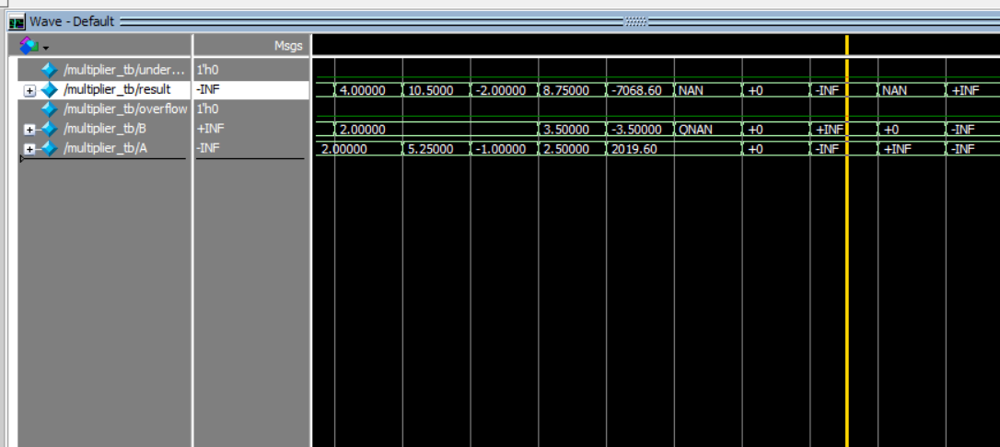 Wave - Default
Msgs
/multiplier_tb/under... 1'h0
/multiplier_tb/result -INF 4.00000 10.5000 -2.00000 8.75000 -7068.60 NAN +0 -INF NAN +INF
/multiplier_tb/overflow 1'h0
/multiplier_tb/B +INF 2.00000 3.50000 -3.50000 QNAN +0 +INF +0 -INF
/multiplier_tb/A -INF 2.00000 5.25000 -1.00000 2.50000 2019.60 +0 -INF +INF -INF